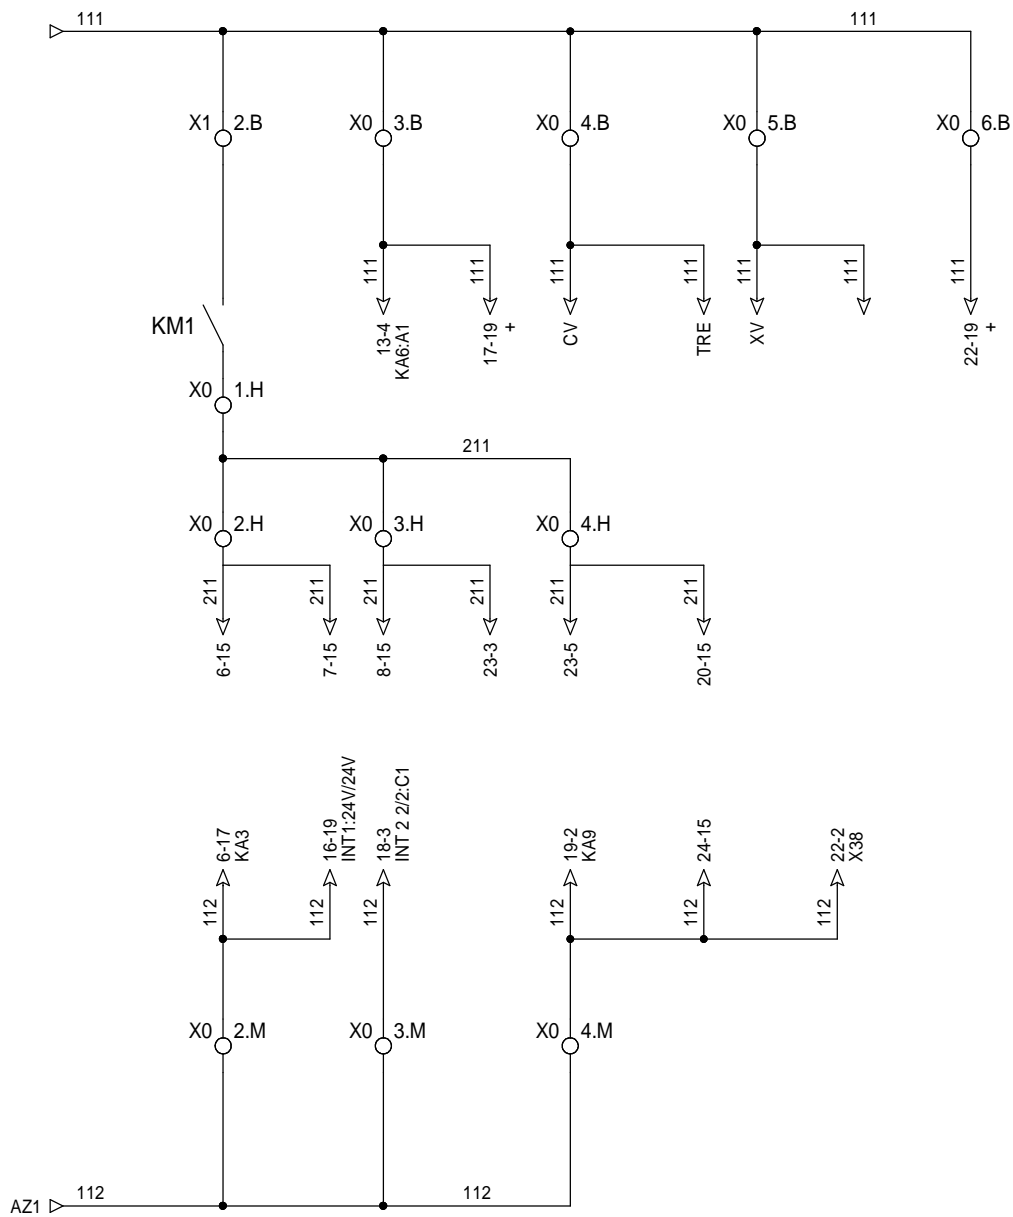 111 111
X1 2.B X0 3.B X0 4.B X0 5.B X0 6.B
111 111 111 111 111 111 111
KM1
13-4
KA6:A1
17-19 +
CV
TRE
XV
22-19 +
X0 1.H
211
X0 2.H X0 3.H X0 4.H
211 211 211 211 211 211
6-15 7-15 8-15 23-3 23-5 20-15
6-17
KA3
16-19
INT1:24V/24V
18-3
INT 2 2/2:C1
19-2
KA9
24-15
22-2
X38
112 112 112 112 112 112
X0 2.M X0 3.M X0 4.M
112 112
AZ1